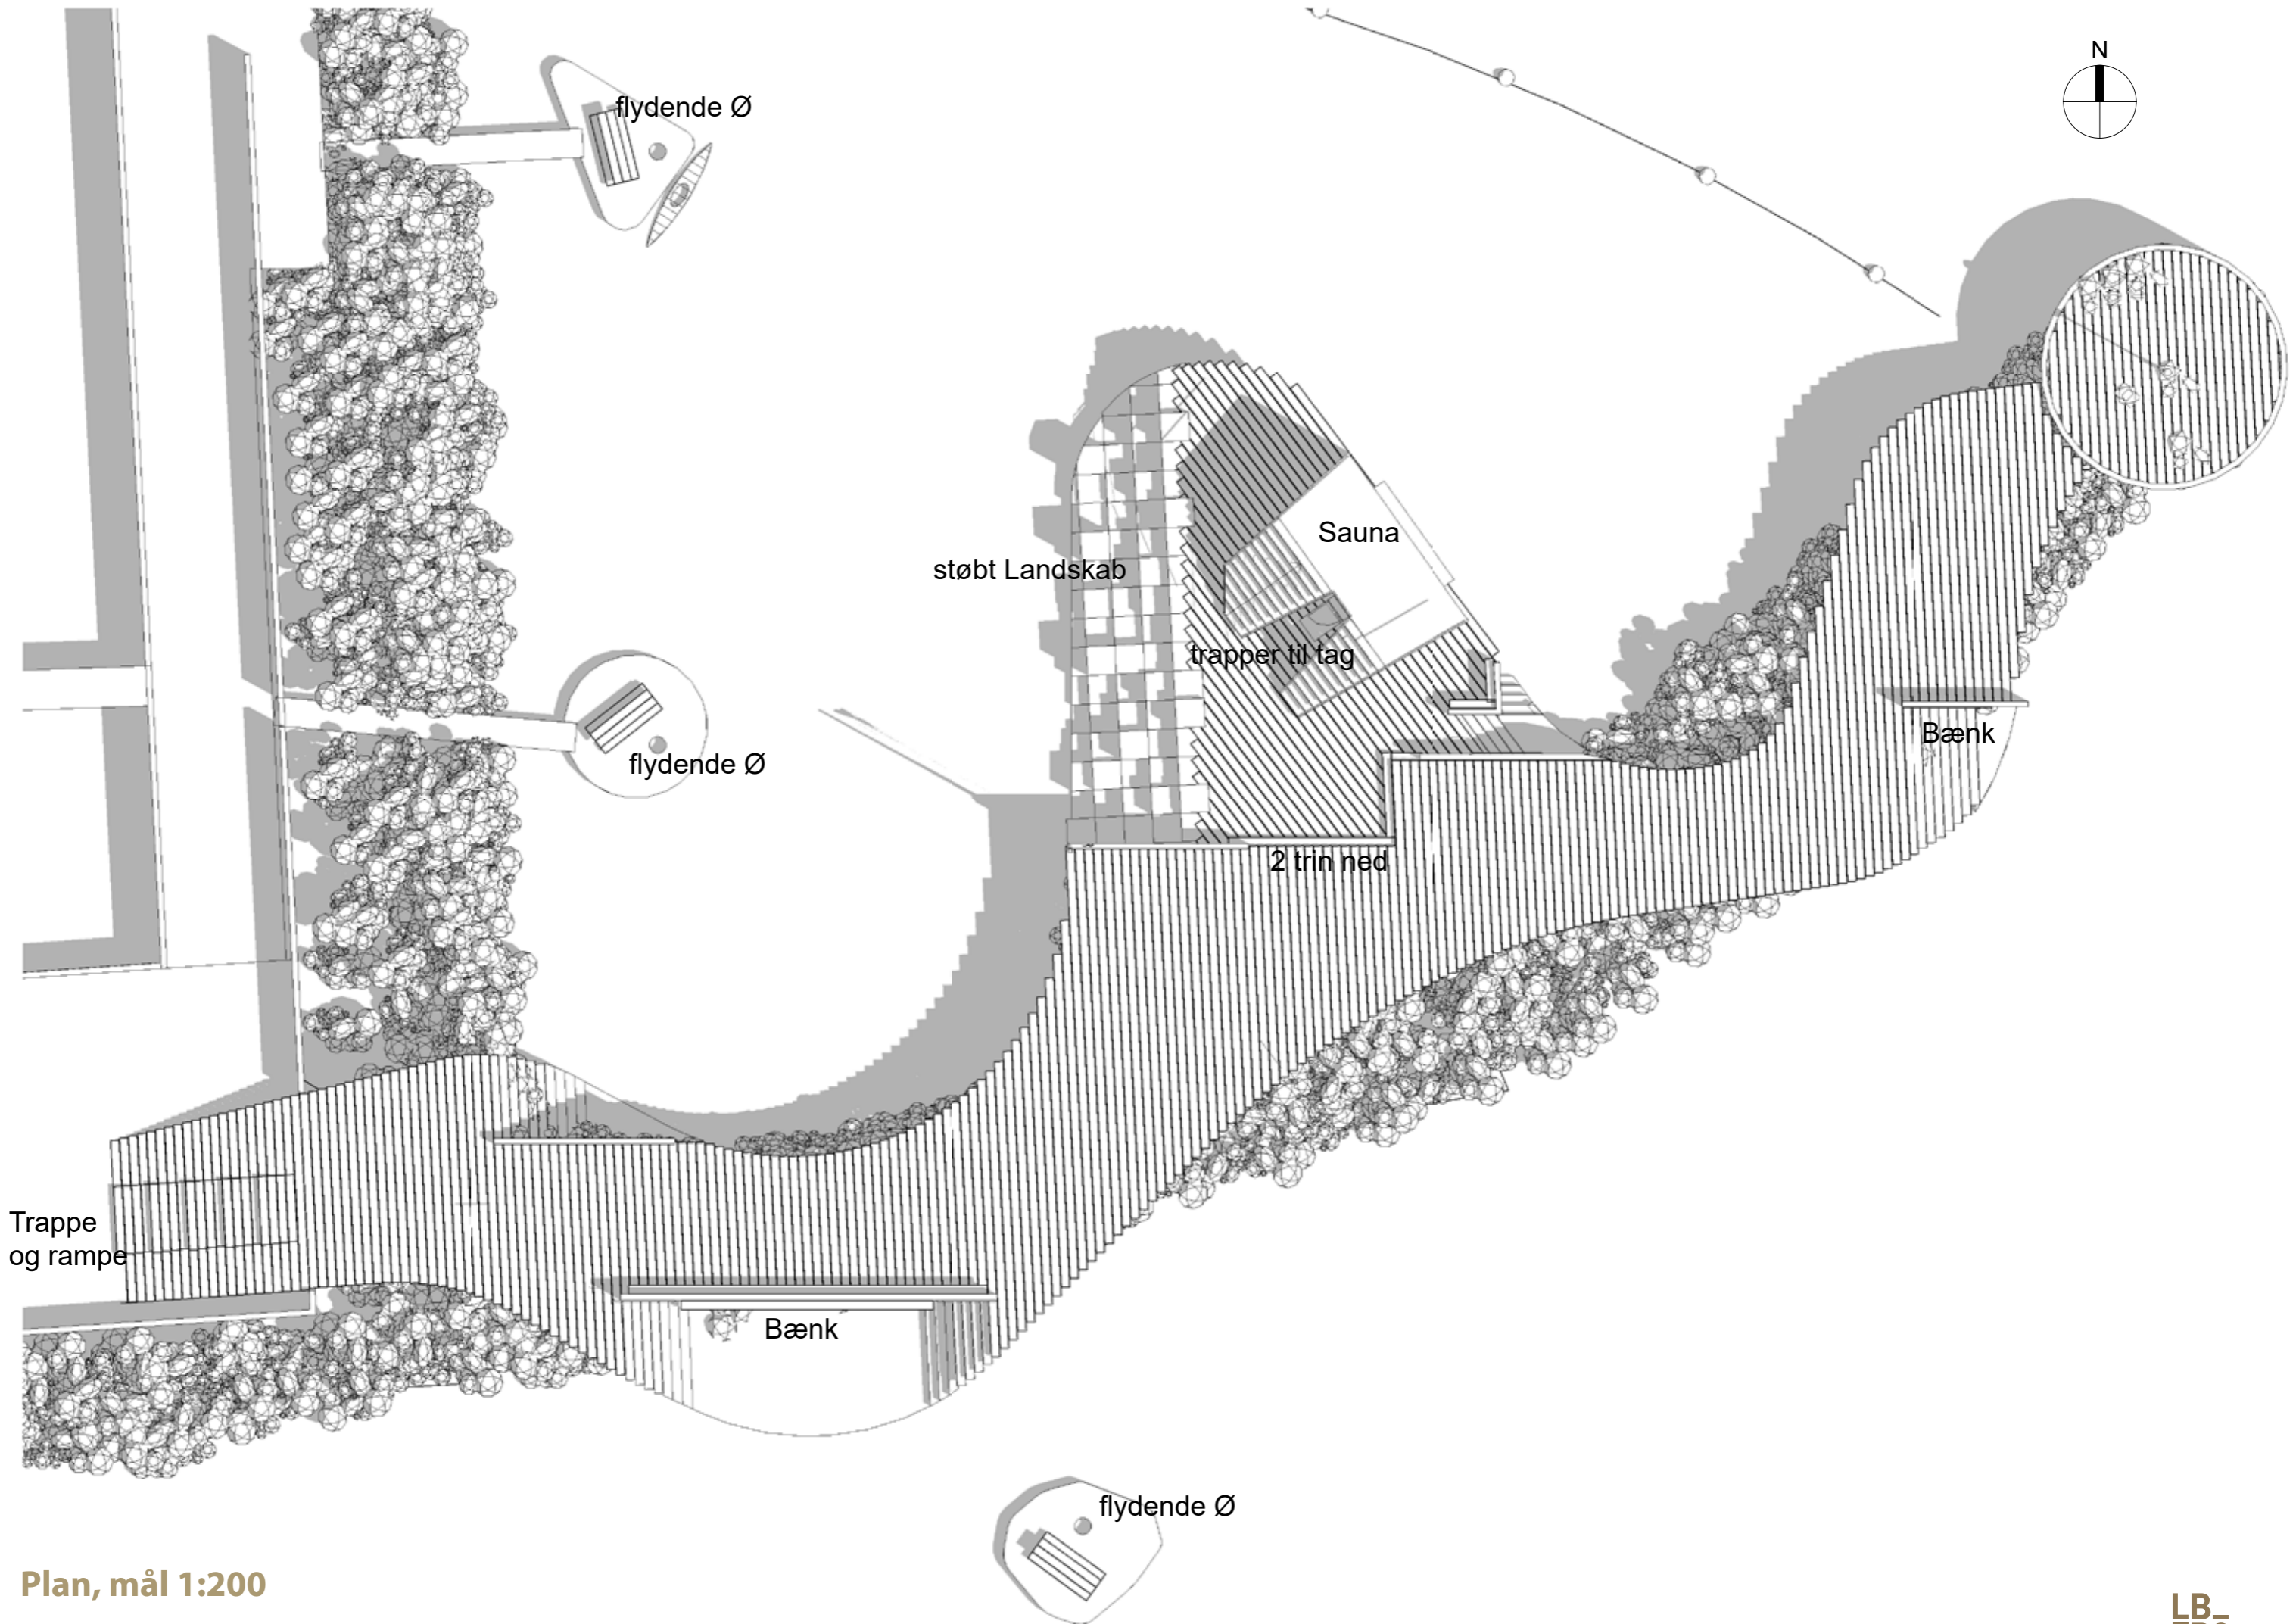 N
flydende Ø
Sauna
støbt Landskab
trapper til tag
Bænk
flydende Ø
2 trin ned
Trappe
og rampe
Bænk
flydende Ø
Plan, mål 1:200
LB_